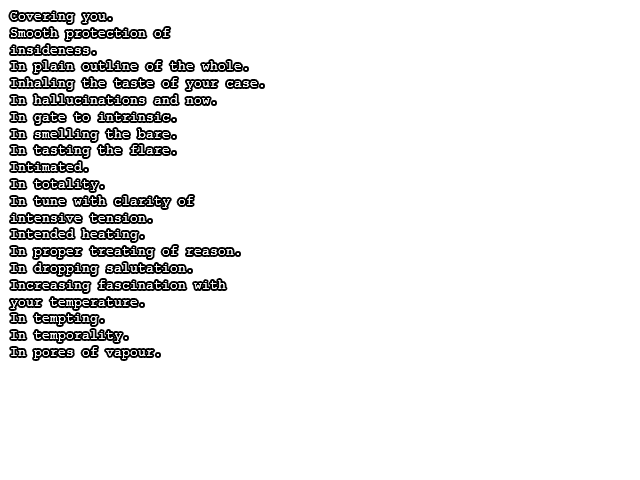 Covering you.
Smooth protection of
insideness.
In plain outline of the whole.
Inhaling the taste of your case.
In hallucinations and now.
In gate to intrinsic.
In smelling the bare.
In tasting the flare.
Intimated.
In totality.
In tune with clarity of
intensive tension.
Intended heating.
In proper treating of reason.
In dropping salutation.
Increasing fascination with
your temperature.
In tempting.
In temporality.
In pores of vapour.